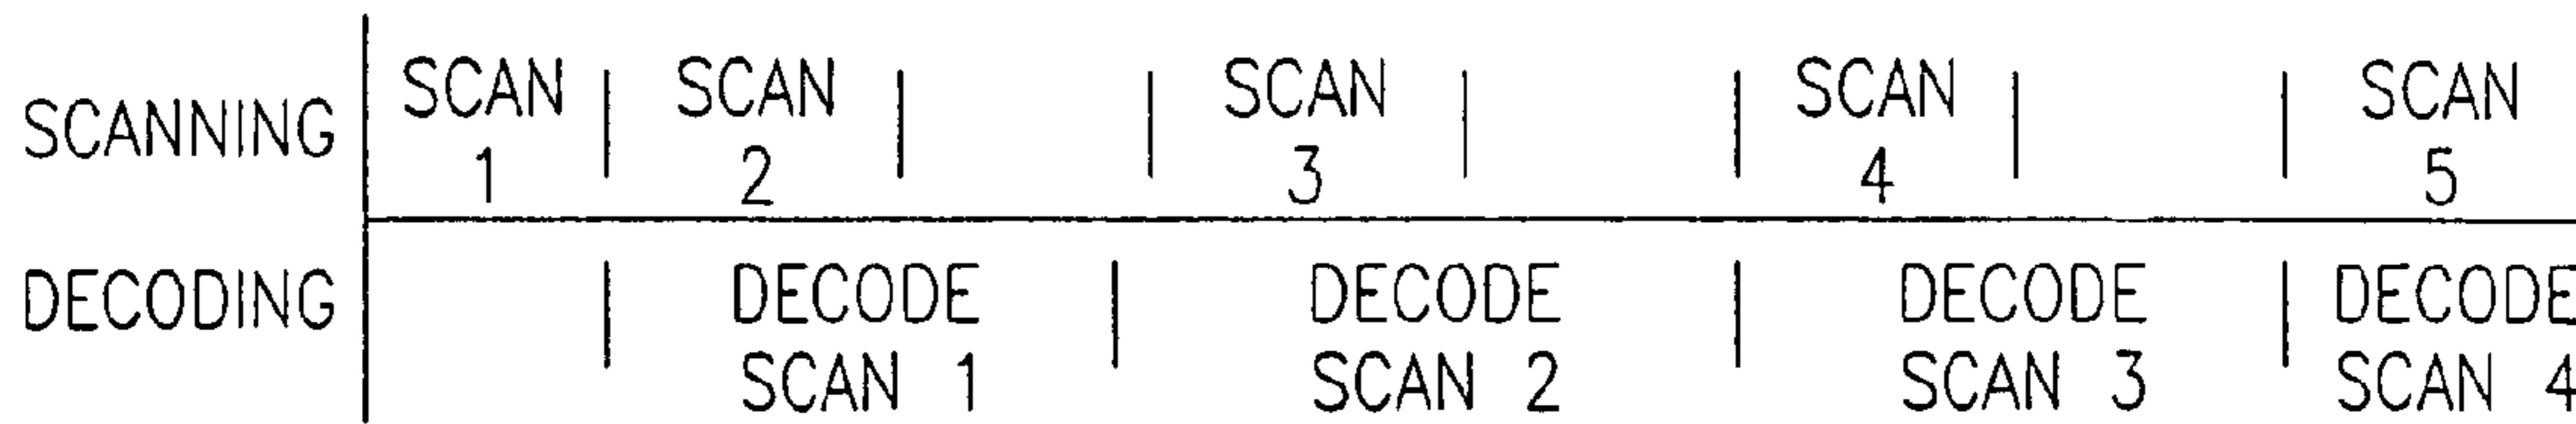 SCANNING
SCAN 1
SCAN 2
SCAN 3
SCAN 4
SCAN 5
DECODING
DECODE SCAN 1
DECODE SCAN 2
DECODE SCAN 3
DECODE SCAN 4